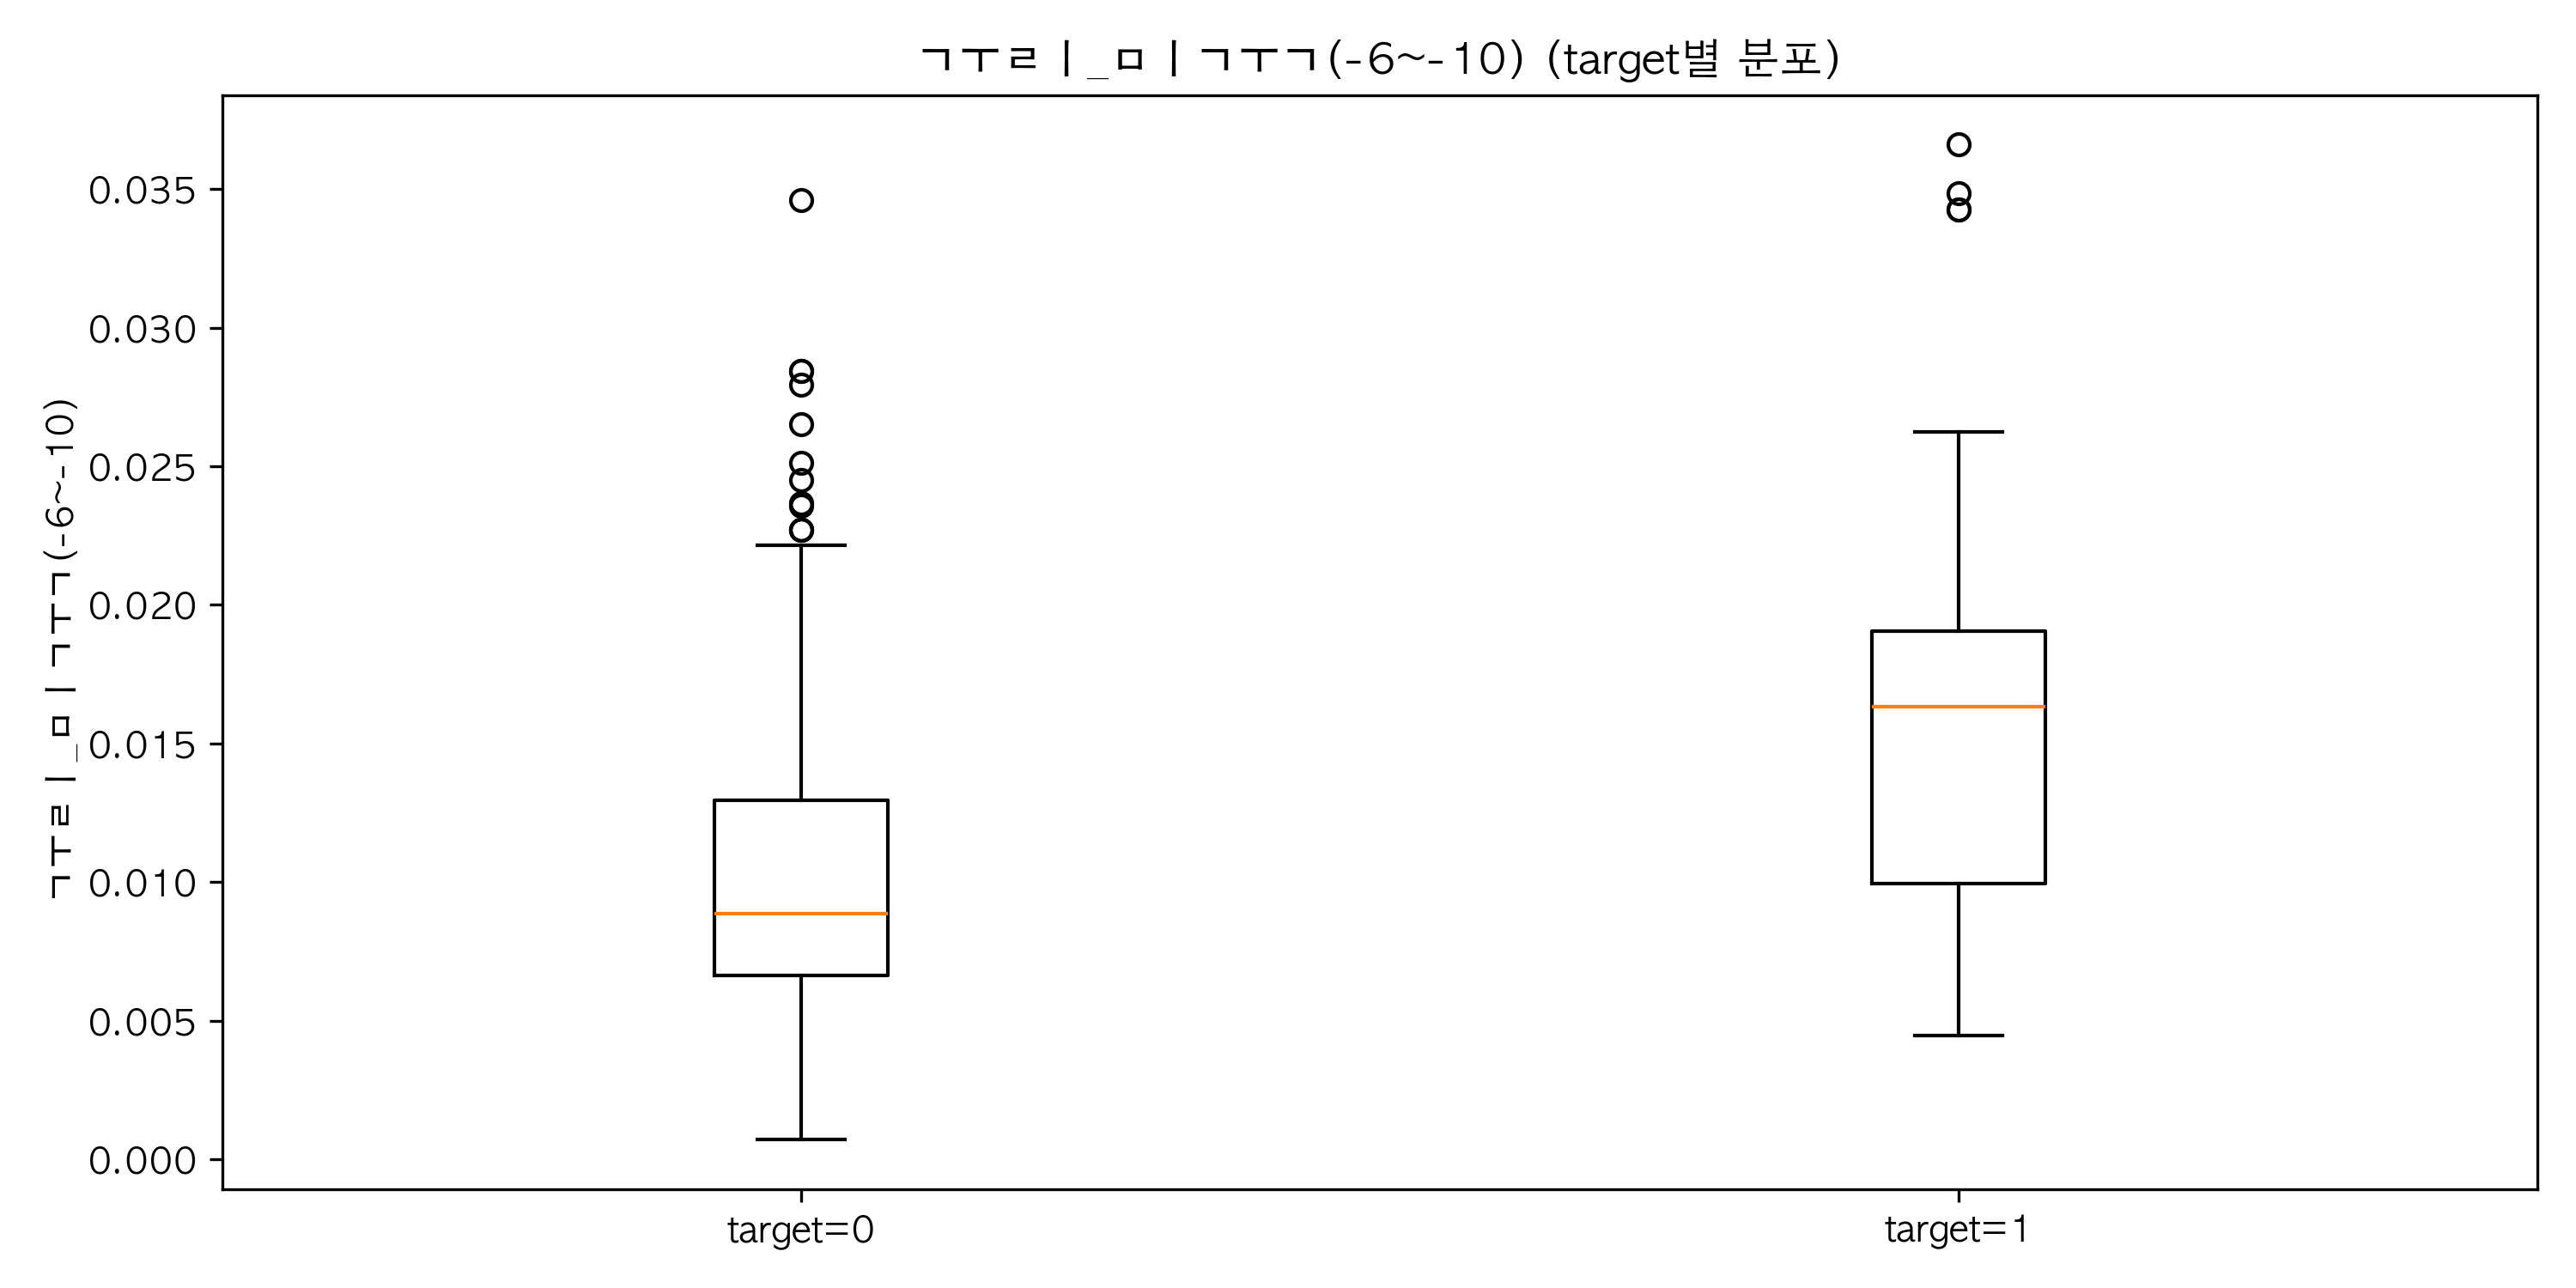 ㄱㅜㄹㅣ_ㅁㅣㄱㅜㄱ(-6~-10) (target별 분포)
ㄱㅜㄹㅣ_ㅁㅣㄱㅜㄱ(-6~-10)
0.035
0.030
0.025
0.020
0.015
0.010
0.005
0.000
target=0
target=1